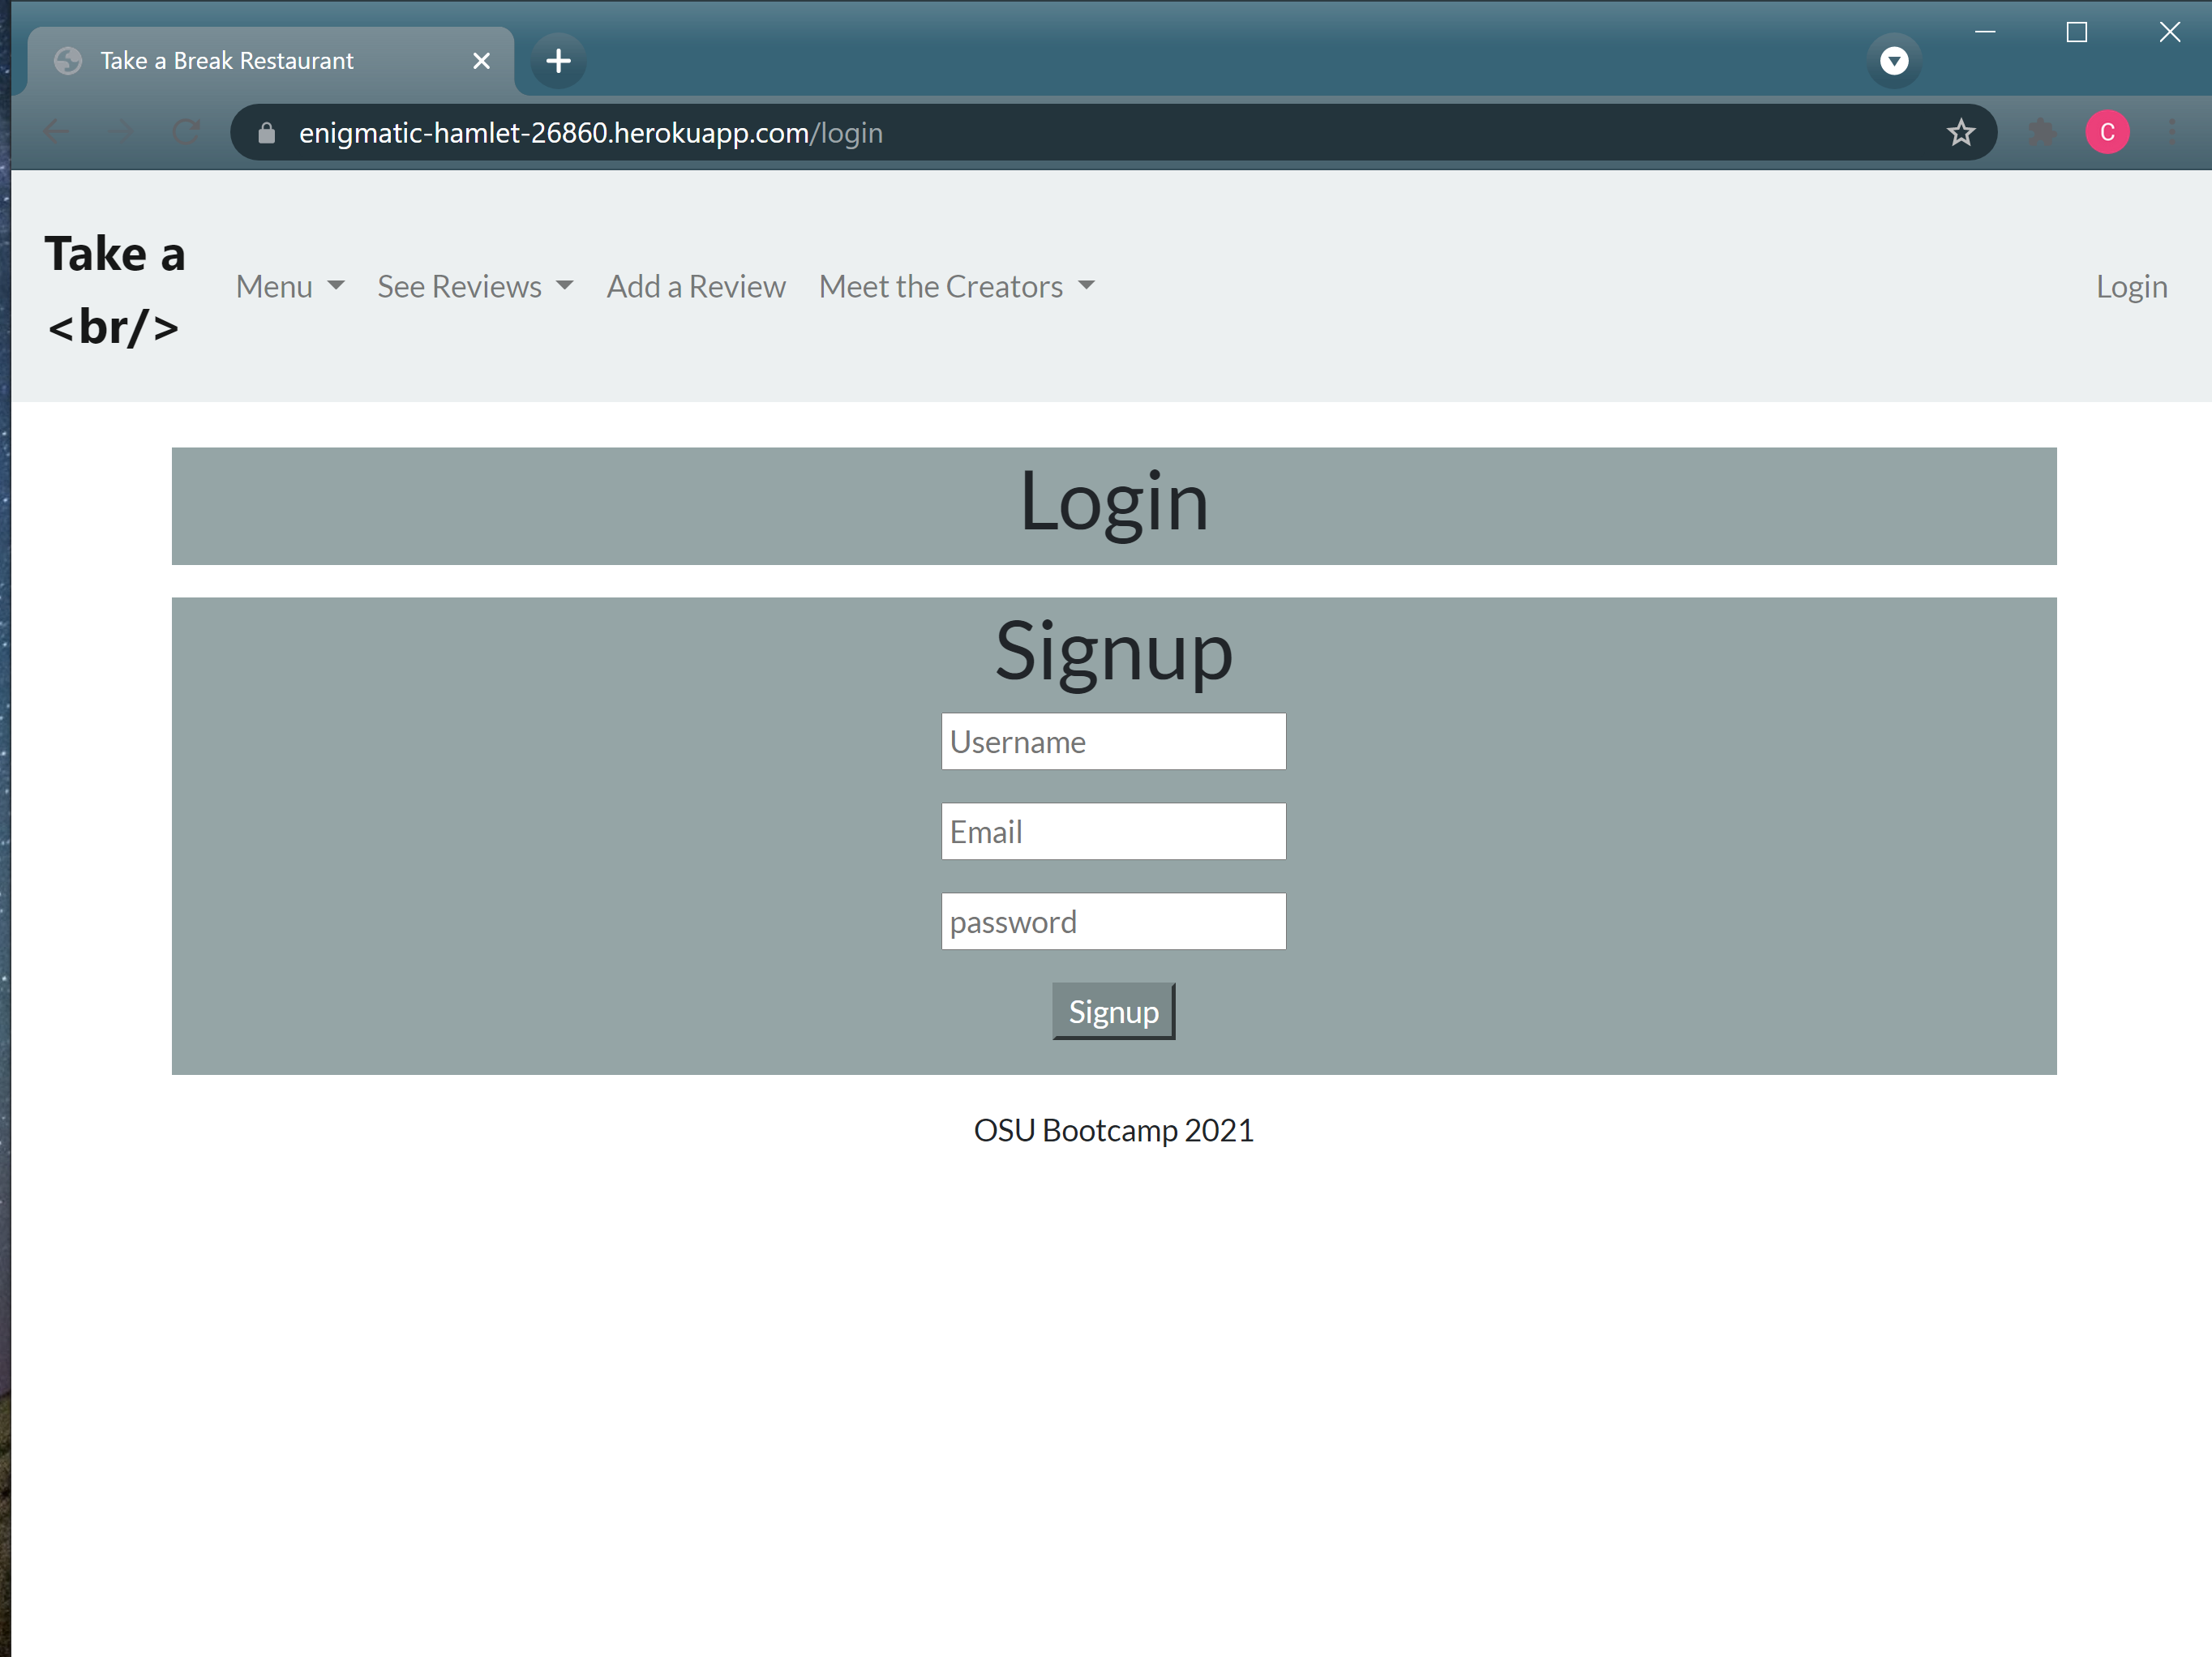 Take a Break Restaurant
enigmatic-hamlet-26860.herokuapp.com/login
C
Take a
<br/>
Menu
See Reviews
Add a Review
Meet the Creators
Login
Login
Signup
Username
Email
password
Signup
OSU Bootcamp 2021